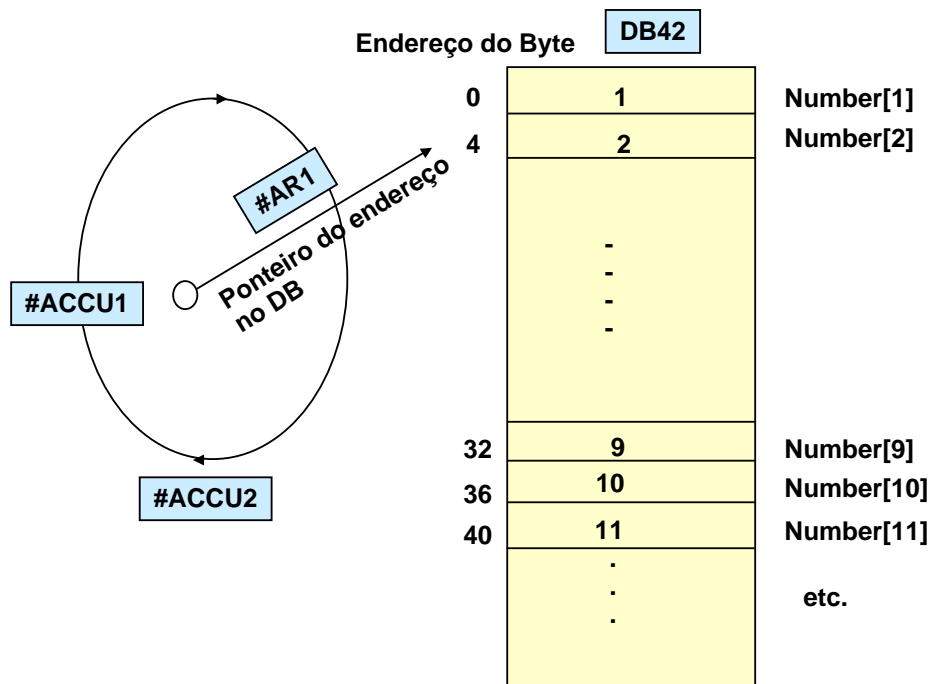 Endereço do Byte
DB42
0 1 Number[1]
4 2 Number[2]
#AR1
Ponteiro do endereço
no DB
-
-
-
-
#ACCU1
#ACCU2
32 9 Number[9]
36 10 Number[10]
40 11 Number[11]
.
.
.
etc.